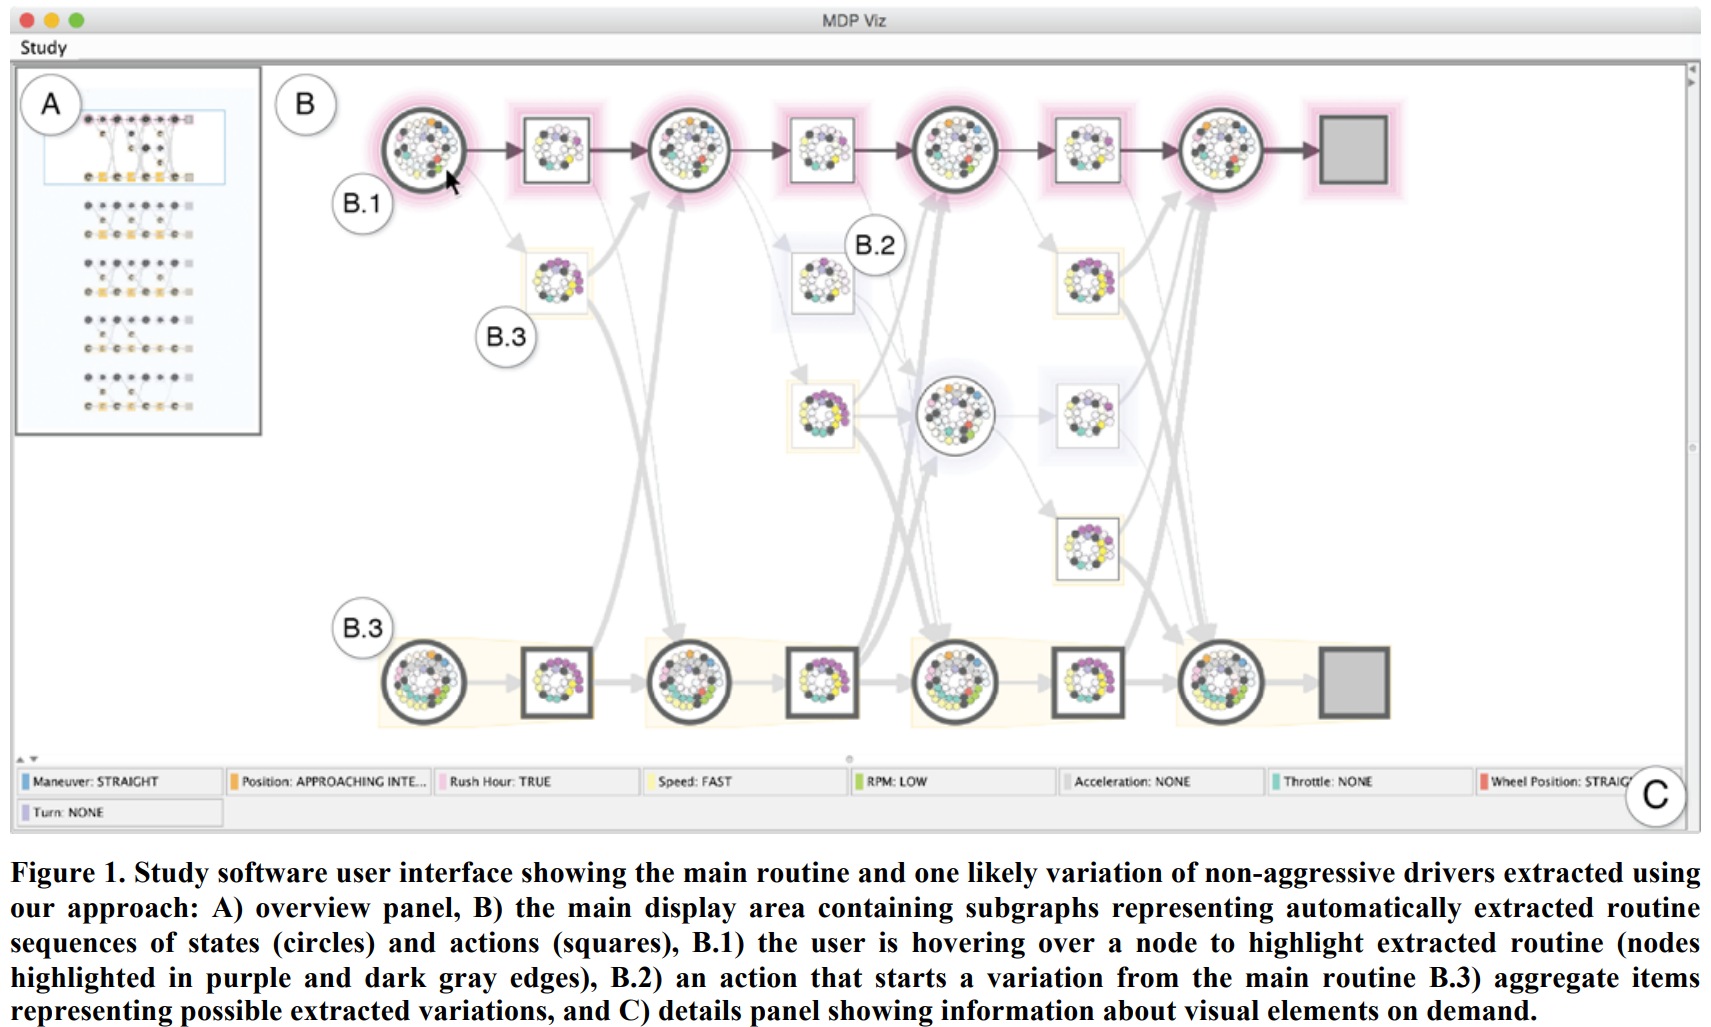 MDP Viz
Study
A
B
B.1
B.2
B.3
B.3
Maneuver: STRAIGHT
Position: APPROACHING INTE...
Rush Hour: TRUE
Speed: FAST
RPM: LOW
Acceleration: NONE
Throttle: NONE
Wheel Position: STRAIG
C
Turn: NONE
Figure 1. Study software user interface showing the main routine and one likely variation of non-aggressive drivers extracted using
our approach: A) overview panel, B) the main display area containing subgraphs representing automatically extracted routine
sequences of states (circles) and actions (squares), B.1) the user is hovering over a node to highlight extracted routine (nodes
highlighted in purple and dark gray edges), B.2) an action that starts a variation from the main routine B.3) aggregate items
representing possible extracted variations, and C) details panel showing information about visual elements on demand.